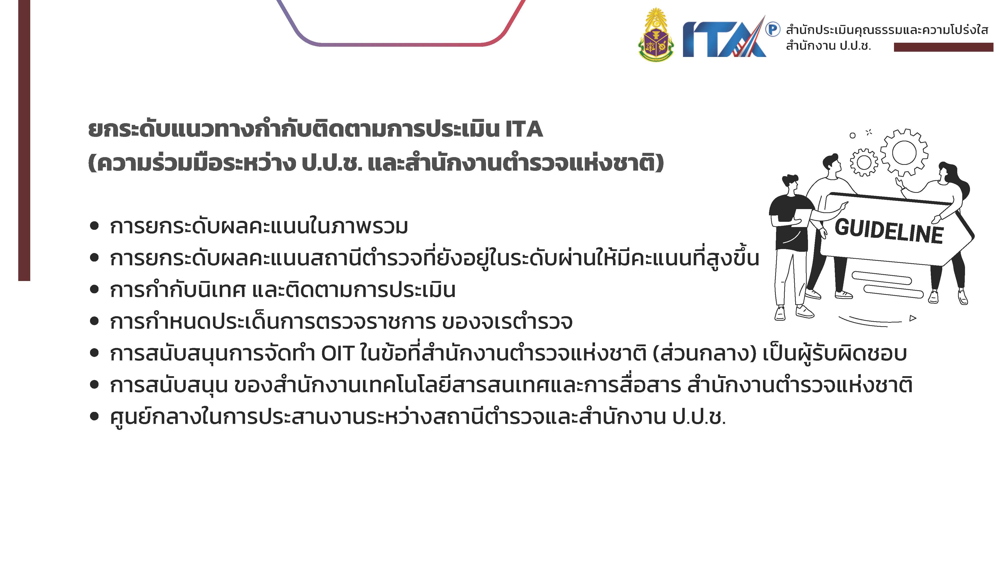 ITA P
สำนักประเมินคุณธรรมและความโปร่งใส
สำนักงาน ป.ป.ช.
ยกระดับแนวทางกำกับติดตามการประเมิน ITA
(ความร่วมมือระหว่าง ป.ป.ช. และสำนักงานตำรวจแห่งชาติ)
• การยกระดับผลคะแนนในภาพรวม
• การยกระดับผลคะแนนสถานีตำรวจที่ยังอยู่ในระดับผ่านให้มีคะแนนที่สูงขึ้น
• การกำกับนิเทศ และติดตามการประเมิน
• การกำหนดประเด็นการตรวจราชการ ของจเรตำรวจ
• การสนับสนุนการจัดทำ OIT ในข้อที่สำนักงานตำรวจแห่งชาติ (ส่วนกลาง) เป็นผู้รับผิดชอบ
• การสนับสนุน ของสำนักงานเทคโนโลยีสารสนเทศและการสื่อสาร สำนักงานตำรวจแห่งชาติ
• ศูนย์กลางในการประสานงานระหว่างสถานีตำรวจและสำนักงาน ป.ป.ช.
GUIDELINE